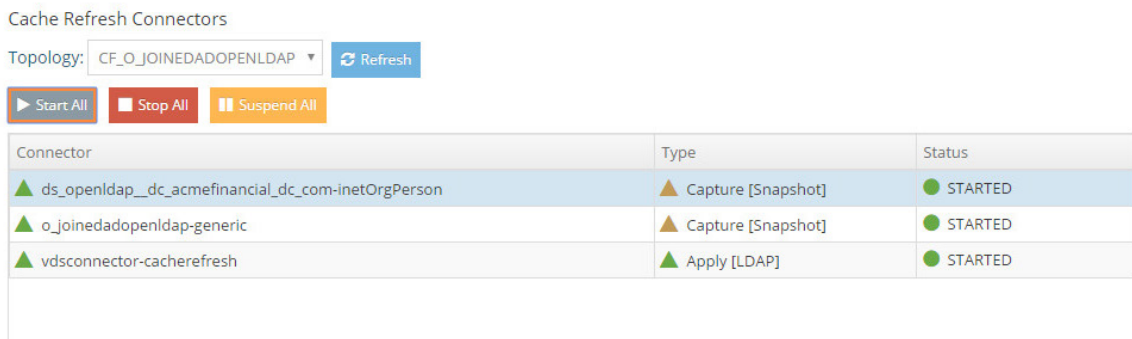 Cache Refresh Connectors
Topology: CF_O_JOINEDADOPENLDAP Refresh
Start All Stop All Suspend All
Connector Type Status
ds_openldap__dc_acmefinancial_dc_com-inetOrgPerson Capture [Snapshot] STARTED
o_joinedadopenldap-generic Capture [Snapshot] STARTED
vdsconnector-cacherefresh Apply [LDAP] STARTED